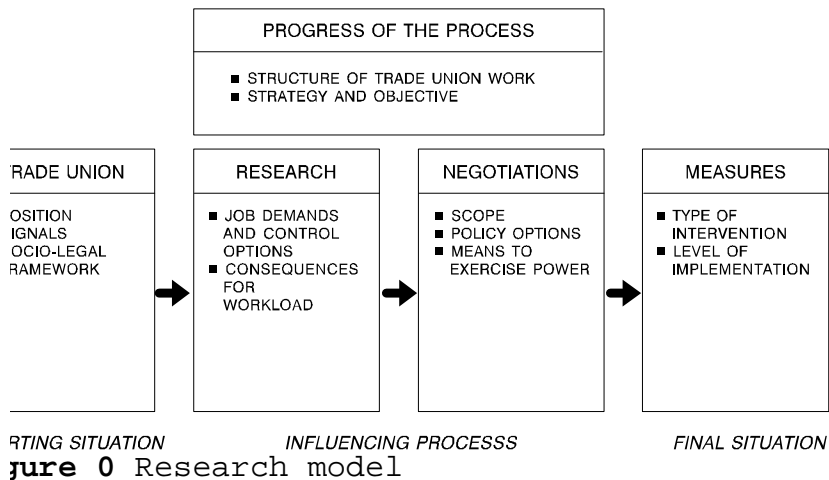 PROGRESS OF THE PROCESS
■ STRUCTURE OF TRADE UNION WORK
■ STRATEGY AND OBJECTIVE
TRADE UNION
OSITION
IGNALS
OCIO-LEGAL
RAMEWORK
RESEARCH
■ JOB DEMANDS
AND CONTROL
OPTIONS
■ CONSEQUENCES
FOR
WORKLOAD
NEGOTIATIONS
■ SCOPE
■ POLICY OPTIONS
■ MEANS TO
EXERCISE POWER
MEASURES
■ TYPE OF
INTERVENTION
■ LEVEL OF
IMPLEMENTATION
RTING SITUATION
INFLUENCING PROCESSS
FINAL SITUATION
gure 0 Research model